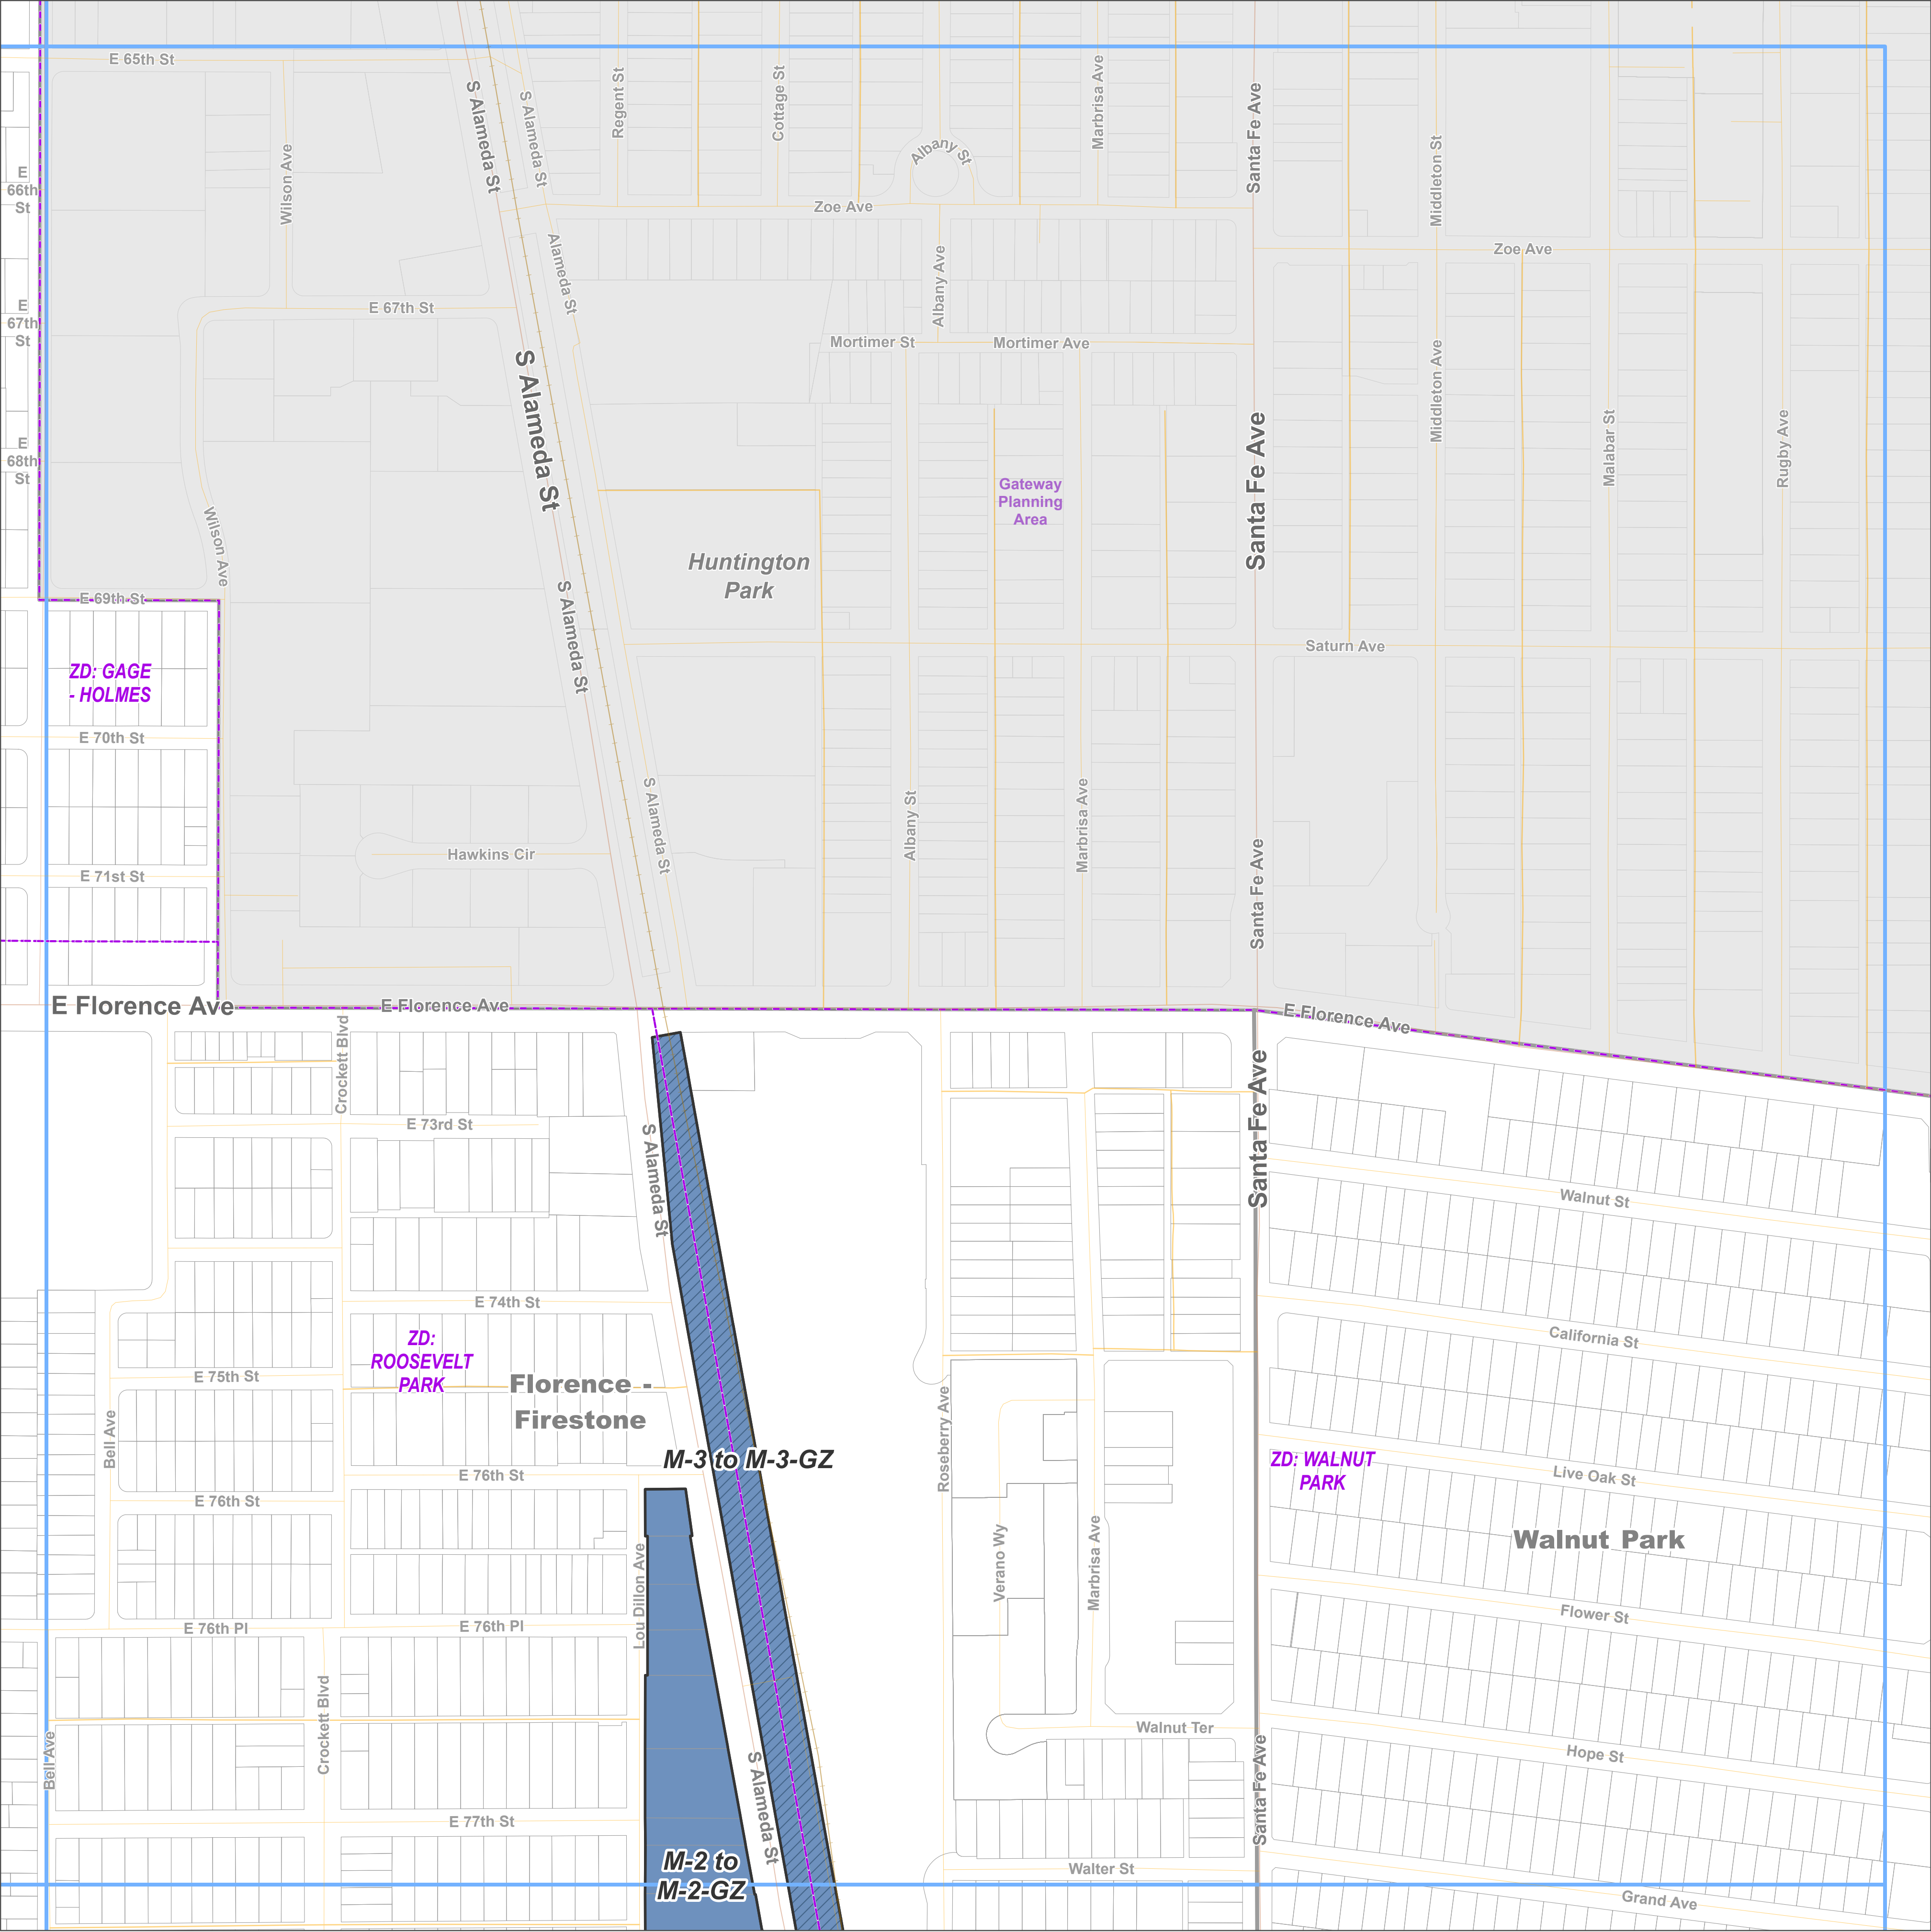 E 65th St
S Alameda St
S Alameda St
Regent St
Cottage St
Albany St
Marbrisa Ave
Santa Fe Ave
Middleton St
E
66th
St
Wilson Ave
Zoe Ave
Zoe Ave
Alameda St
Albany Ave
E
67th
St
E 67th St
Mortimer St
Mortimer Ave
Middleton Ave
S Alameda St
Santa Fe Ave
Malabar St
Rugby Ave
E
68th
St
Gateway
Planning
Area
Wilson Ave
Huntington
Park
E 69th St
S Alameda St
Saturn Ave
ZD: GAGE
- HOLMES
E 70th St
S Alameda St
Albany St
Marbrisa Ave
Hawkins Cir
Santa Fe Ave
E 71st St
E Florence Ave
E Florence Ave
E Florence Ave
Crockett Blvd
E 73rd St
S Alameda St
Santa Fe Ave
Walnut St
E 74th St
California St
ZD:
ROOSEVELT
PARK
E 75th St
Florence -
Firestone
Bell Ave
Roseberry Ave
M-3 to M-3-GZ
ZD: WALNUT
PARK
E 76th St
E 76th St
Live Oak St
Walnut Park
Lou Dillon Ave
Verano Wy
Marbrisa Ave
E 76th Pl
E 76th Pl
Flower St
Crockett Blvd
Bell Ave
Walnut Ter
Santa Fe Ave
Hope St
S Alameda St
E 77th St
M-2 to
M-2-GZ
Walter St
Grand Ave